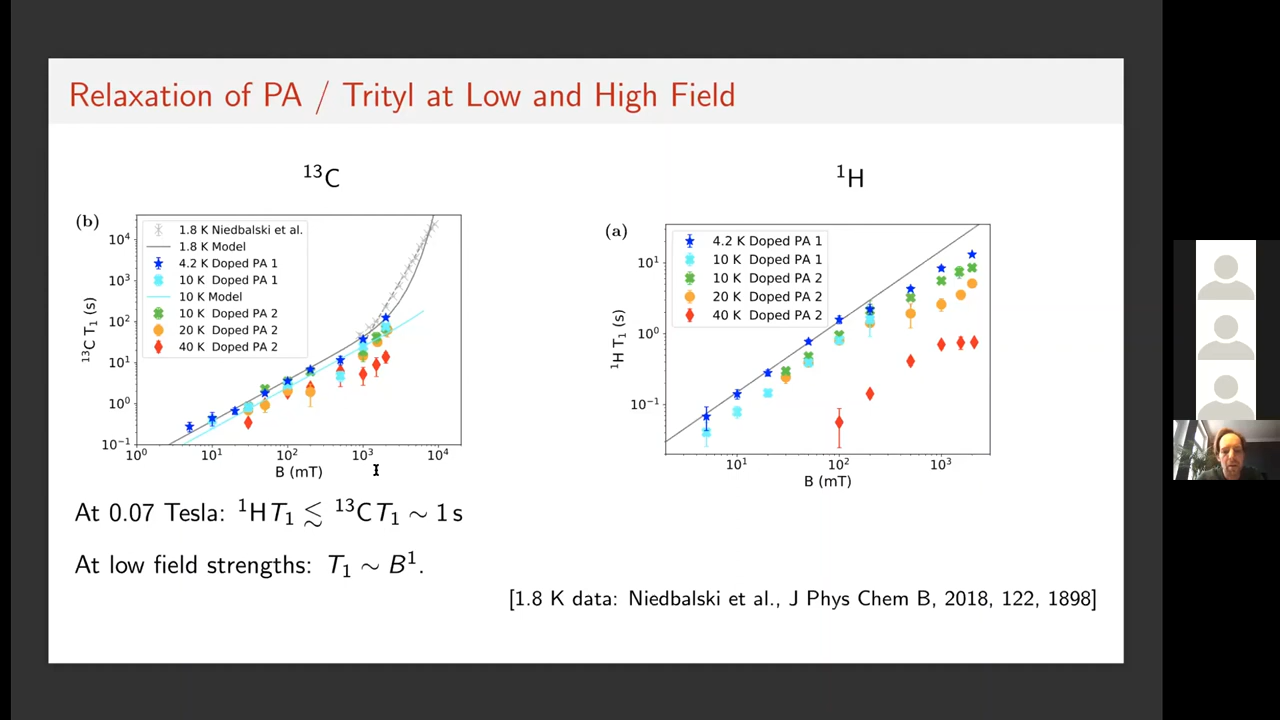 Relaxation of PA / Trityl at Low and High Field
¹³C
(b)
¹³C T₁ (s)
10⁴
10³
10²
10¹
10⁰
10⁻¹
1.8 K Niedbalski et al.
1.8 K Model
4.2 K Doped PA 1
10 K Doped PA 1
10 K Model
10 K Doped PA 2
20 K Doped PA 2
40 K Doped PA 2
10⁰ 10¹ 10² 10³ 10⁴
B (mT)
¹H
(a)
¹H T₁ (s)
10¹
10⁰
10⁻¹
4.2 K Doped PA 1
10 K Doped PA 1
10 K Doped PA 2
20 K Doped PA 2
40 K Doped PA 2
10¹ 10² 10³
B (mT)
At 0.07 Tesla: ¹H T₁ ≲ ¹³C T₁ ∼ 1 s
At low field strengths: T₁ ∼ B¹.
[1.8 K data: Niedbalski et al., J Phys Chem B, 2018, 122, 1898]